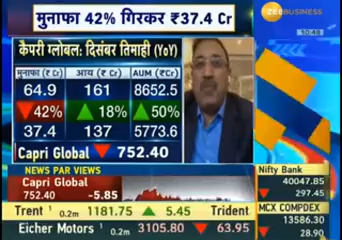 मुनाफा 42% गिरकर ₹37.4 Cr
ZEE BUSINESS
10:48
कैपरी ग्लोबल: दिसंबर तिमाही (YoY)
मुनाफा (₹ Cr) आय (₹ Cr) AUM (₹Cr)
64.9 161 8652.5
▼42% ▲18% ▲50%
37.4 137 5773.6
Capri Global ▼ 752.40
NEWS PAR VIEWS
Capri Global
752.40 -5.85
Nifty Bank
40047.85
297.45
MCX COMPDEX
13586.30
28.90
Trent 0.2m 1181.75 ▲ 5.45 Trident
Eicher Motors 0.2m 3105.80 ▼ 63.95